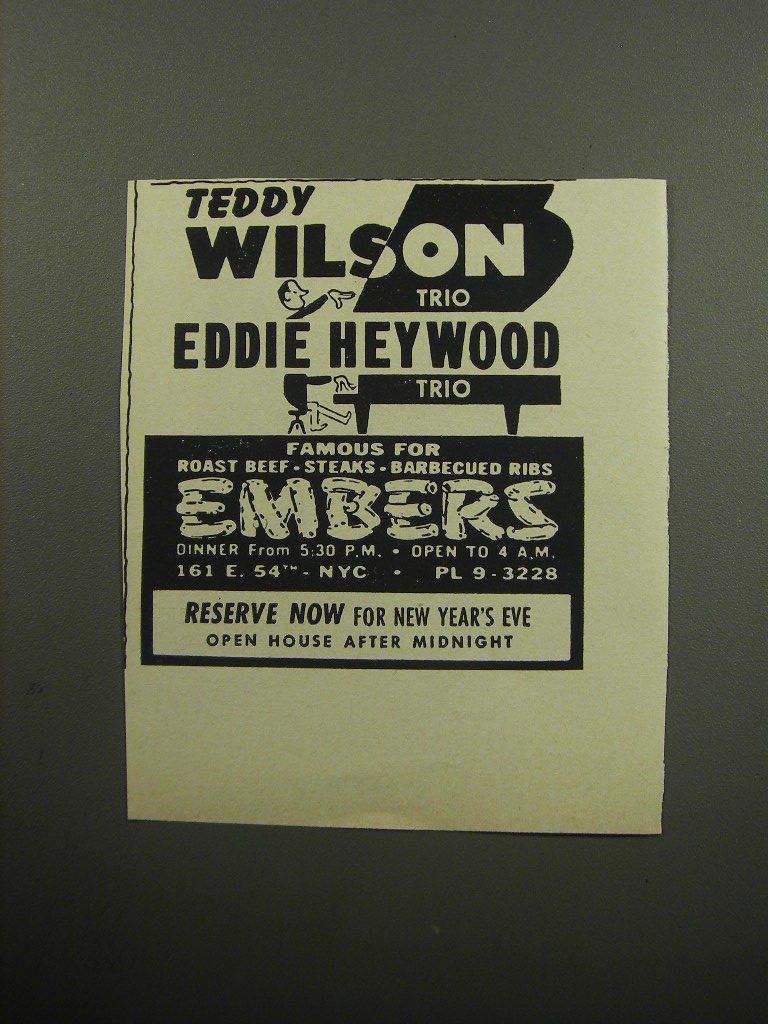 TEDDY
WILSON
TRIO
EDDIE HEYWOOD
TRIO
FAMOUS FOR
ROAST BEEF - STEAKS - BARBECUED RIBS
EMBERS
DINNER From 5:30 P.M. • OPEN TO 4 A.M.
161 E. 54TH - NYC • PL 9-3228
RESERVE NOW FOR NEW YEAR'S EVE
OPEN HOUSE AFTER MIDNIGHT